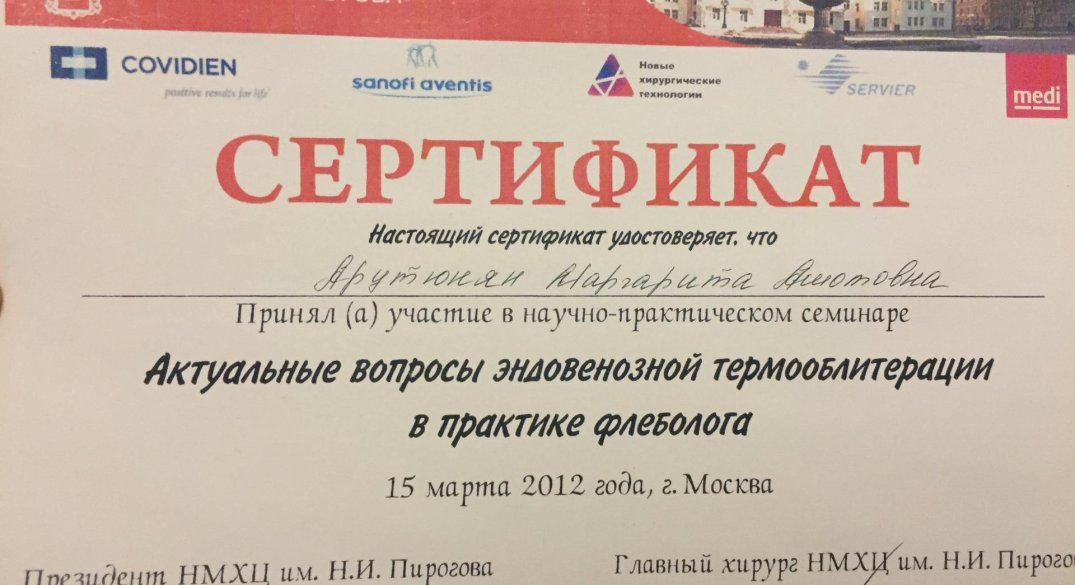 COVIDIEN
positive results for life
sanofi aventis
Новые
хирургические
технологии
SERVIER
medi
СЕРТИФИКАТ
Настоящий сертификат удостоверяет, что
Арутюнян Маргарита Ашотовна
Принял (а) участие в научно-практическом семинаре
Актуальные вопросы эндовенозной термооблитерации
в практике флеболога
15 марта 2012 года, г. Москва
Президент НМХЦ им. Н.И. Пирогова
Главный хирург НМХЦ им. Н.И. Пирого